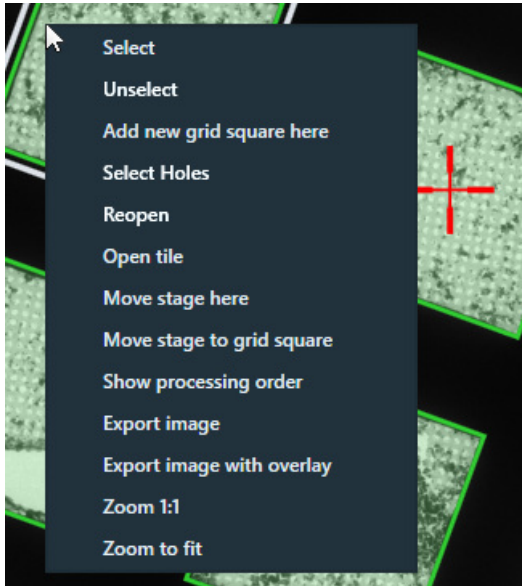 Select
Unselect
Add new grid square here
Select Holes
Reopen
Open tile
Move stage here
Move stage to grid square
Show processing order
Export image
Export image with overlay
Zoom 1:1
Zoom to fit